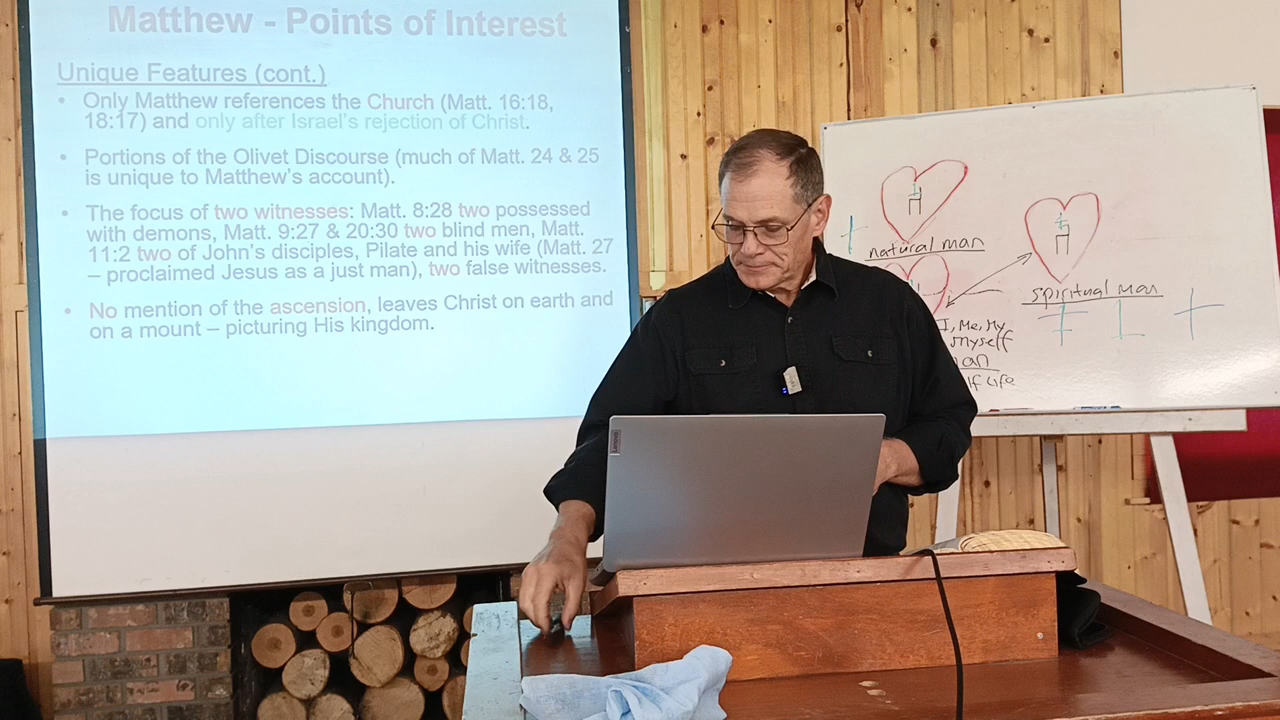 Matthew - Points of Interest
Unique Features (cont.)
• Only Matthew references the Church (Matt. 16:18,
18:17) and only after Israel's rejection of Christ.
• Portions of the Olivet Discourse (much of Matt. 24 & 25
is unique to Matthew's account).
• The focus of two witnesses: Matt. 8:28 two possessed
with demons, Matt. 9:27 & 20:30 two blind men, Matt.
11:2 two of John's disciples, Pilate and his wife (Matt. 27
– proclaimed Jesus as a just man), two false witnesses.
• No mention of the ascension, leaves Christ on earth and
on a mount – picturing His kingdom.
natural man
spiritual man
I, Me, My
Myself
an
lf Life
Lenovo